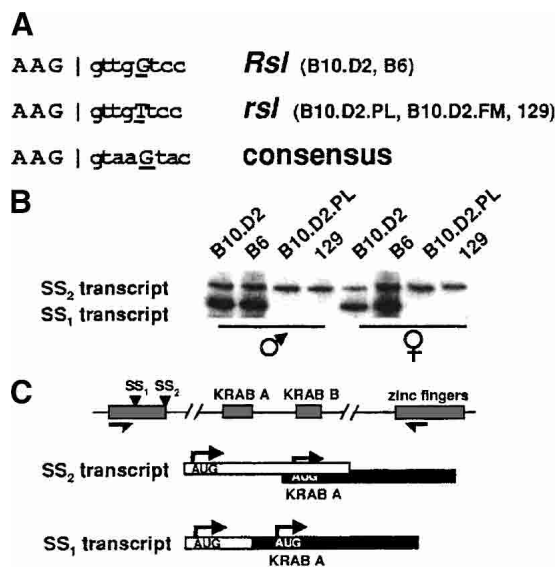 A
AAG | gttgGtcc Rsl (B10.D2, B6)
AAG | gttgTtcc rsl (B10.D2.PL, B10.D2.FM, 129)
AAG | gtaaGtac consensus
B
B10.D2 B6 B10.D2.PL 129 B10.D2 B6 B10.D2.PL 129
SS2 transcript
SS1 transcript
♂ ♀
C
SS1 SS2 KRAB A KRAB B zinc fingers
SS2 transcript AUG AUG
KRAB A
SS1 transcript AUG AUG
KRAB A